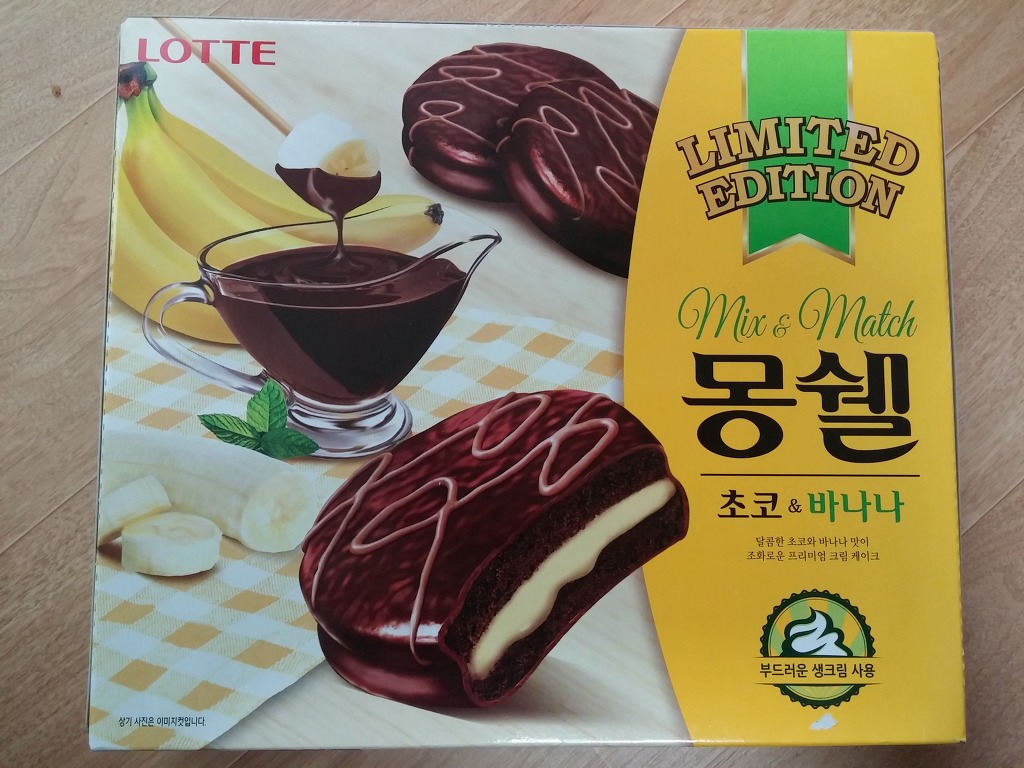 LOTTE
LIMITED
EDITION
Mix & Match
몽쉘
초코 & 바나나
달콤한 초코와 바나나 맛이
조화로운 프리미엄 크림 케이크
부드러운 생크림 사용
상기 사진은 이미지컷입니다.